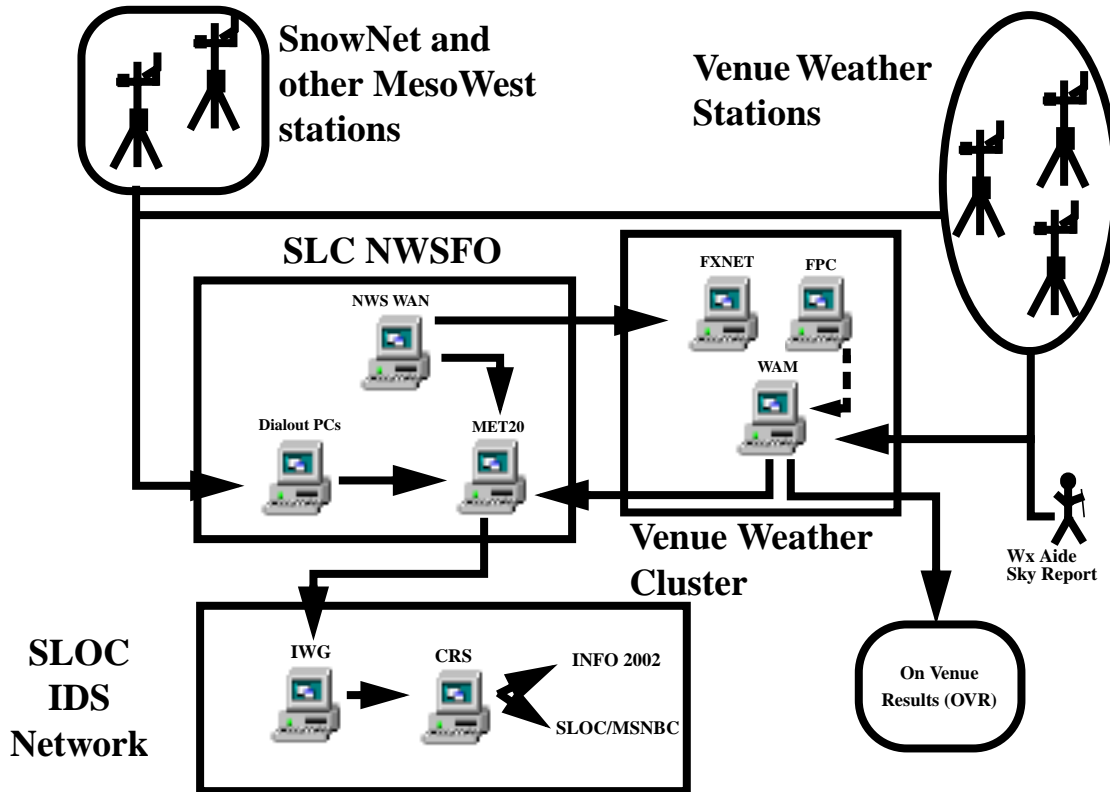 SnowNet and
other MesoWest
stations
Venue Weather
Stations
SLC NWSFO
NWS WAN
Dialout PCs
MET20
FXNET
FPC
WAM
Venue Weather
Cluster
Wx Aide
Sky Report
On Venue
Results (OVR)
SLOC
IDS
Network
IWG
CRS
INFO 2002
SLOC/MSNBC